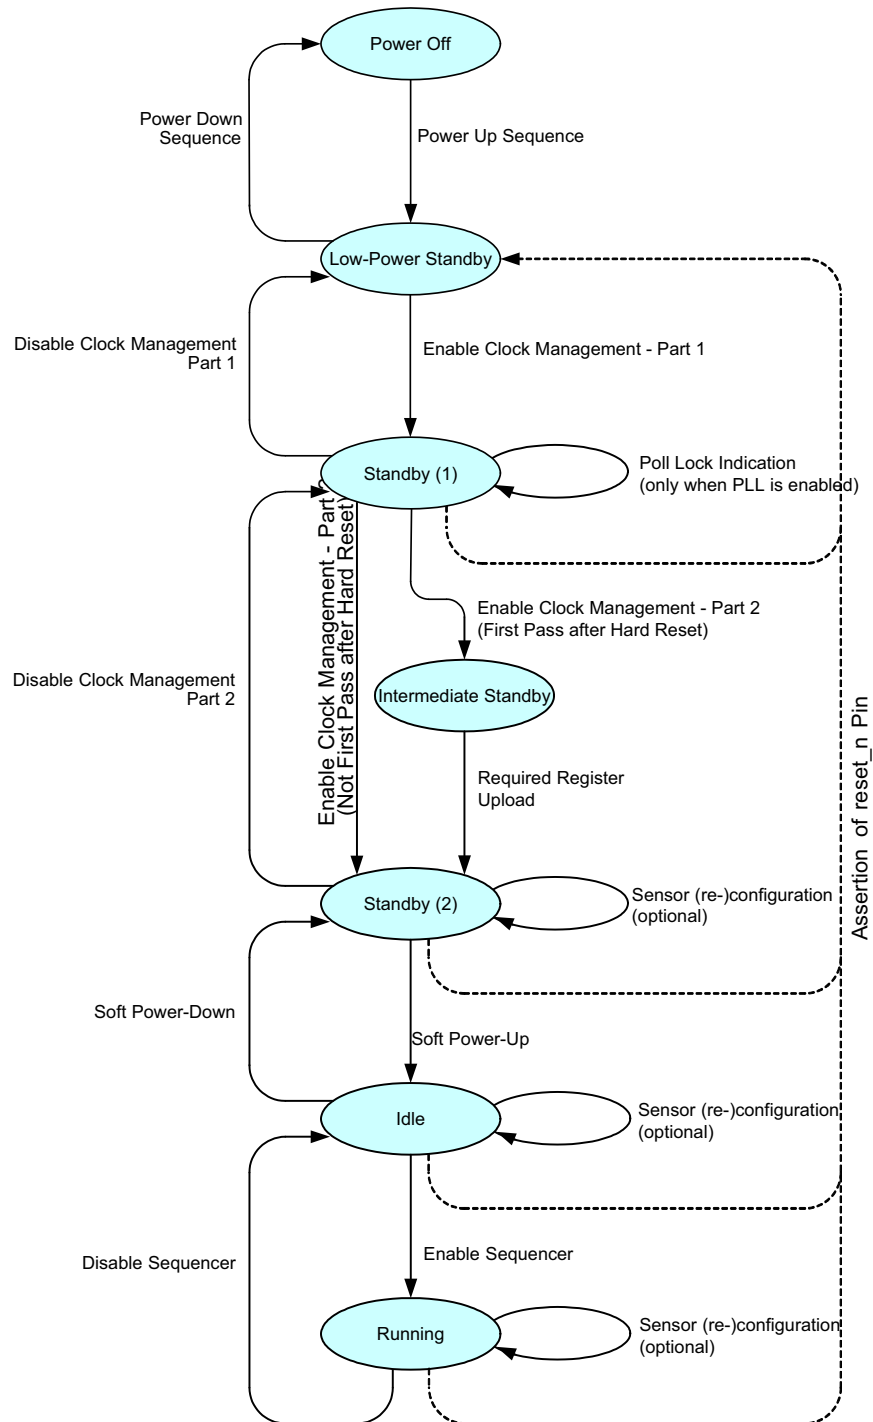 Power Off
Power Down
Sequence
Power Up Sequence
Low-Power Standby
Disable Clock Management
Part 1
Enable Clock Management - Part 1
Standby (1)
Poll Lock Indication
(only when PLL is enabled)
Enable Clock Management - Part
(Not First Pass after Hard Reset)
Enable Clock Management - Part 2
(First Pass after Hard Reset)
Disable Clock Management
Part 2
Intermediate Standby
Required Register
Upload
Assertion of reset_n Pin
Standby (2)
Sensor (re-)configuration
(optional)
Soft Power-Down
Soft Power-Up
Idle
Sensor (re-)configuration
(optional)
Disable Sequencer
Enable Sequencer
Running
Sensor (re-)configuration
(optional)